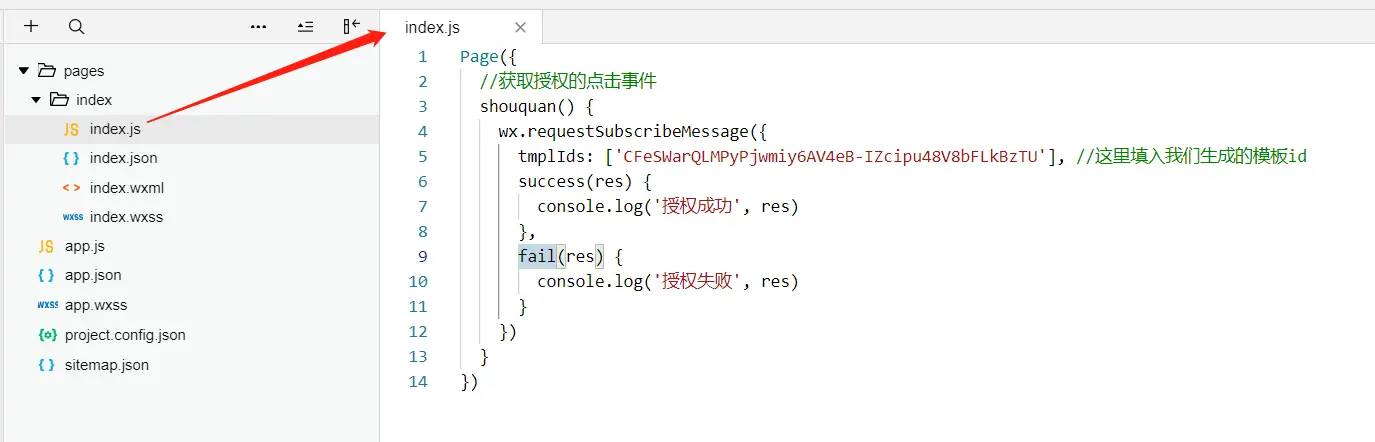 index.js
pages
index
JS index.js
{ } index.json
< > index.wxml
wxss index.wxss
JS app.js
{ } app.json
wxss app.wxss
project.config.json
{ } sitemap.json
1 Page({
2 //获取授权的点击事件
3 shouquan() {
4 wx.requestSubscribeMessage({
5 tmplIds: ['CFeSWarQLMPyPjwmiy6AV4eB-IZcipu48V8bFLkBzTU'], //这里填入我们生成的模板id
6 success(res) {
7 console.log('授权成功', res)
8 },
9 fail(res) {
10 console.log('授权失败', res)
11 }
12 })
13 }
14 })